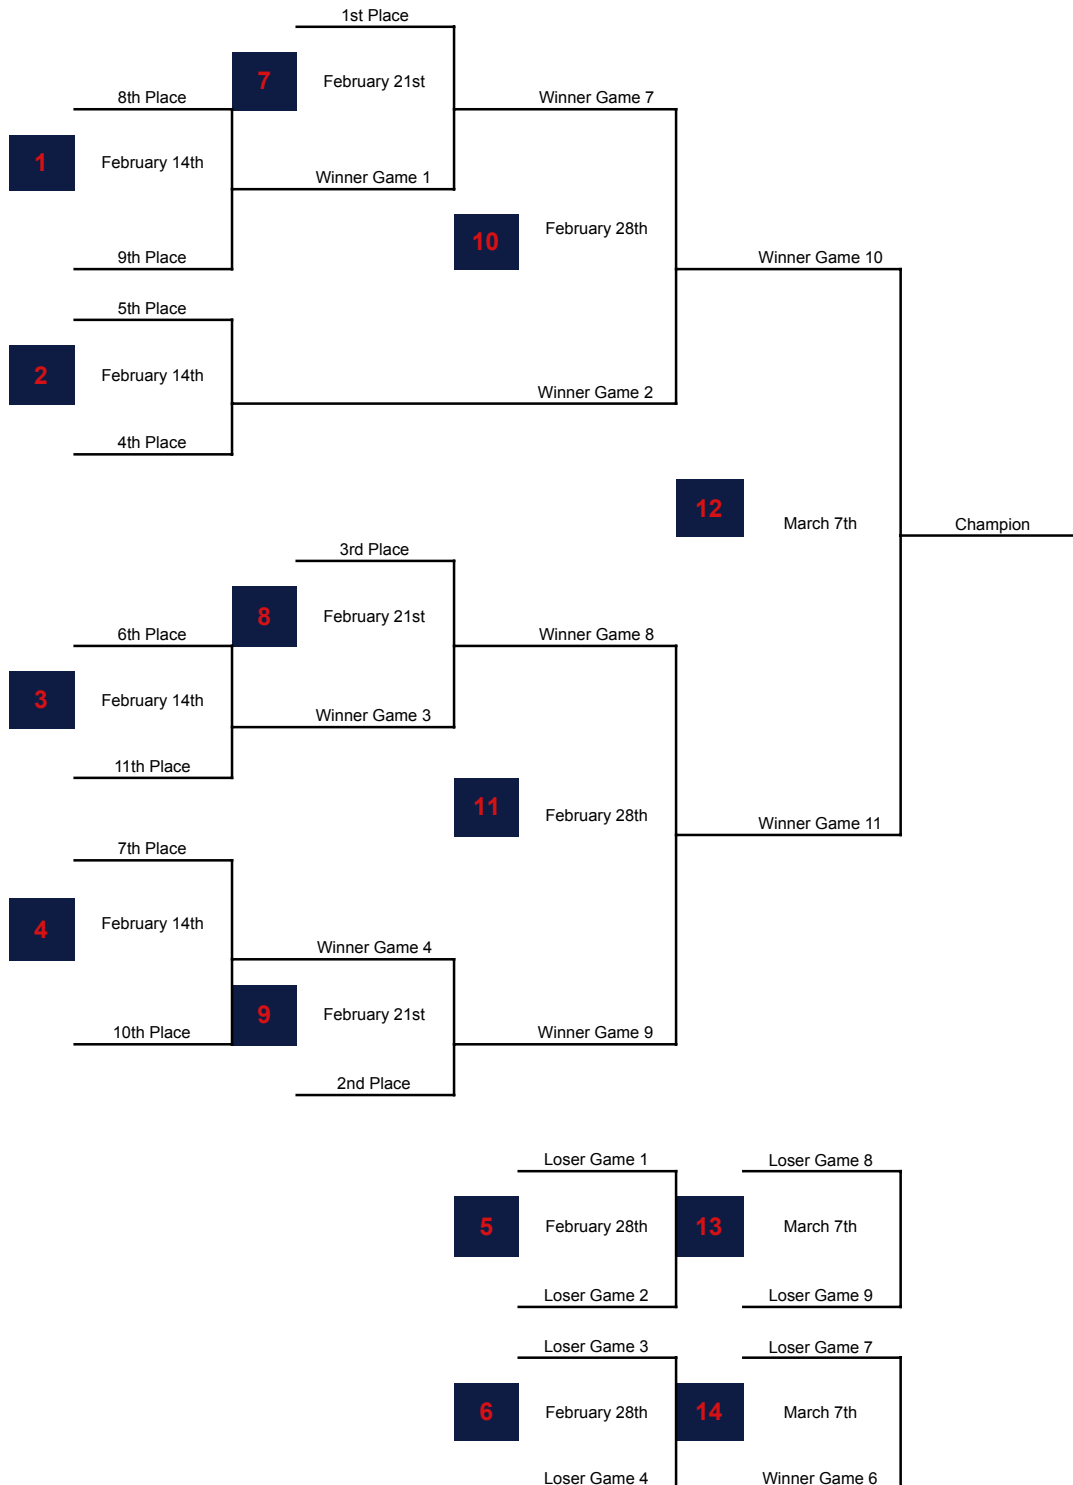 1st Place
7
February 21st
8th Place
Winner Game 7
1
February 14th
Winner Game 1
10
February 28th
9th Place
Winner Game 10
5th Place
2
February 14th
Winner Game 2
4th Place
12
March 7th
Champion
3rd Place
8
February 21st
6th Place
Winner Game 8
3
February 14th
Winner Game 3
11th Place
11
February 28th
Winner Game 11
7th Place
4
February 14th
Winner Game 4
9
February 21st
10th Place
Winner Game 9
2nd Place
Loser Game 1
Loser Game 8
5
February 28th
13
March 7th
Loser Game 2
Loser Game 9
Loser Game 3
Loser Game 7
6
February 28th
14
March 7th
Loser Game 4
Winner Game 6